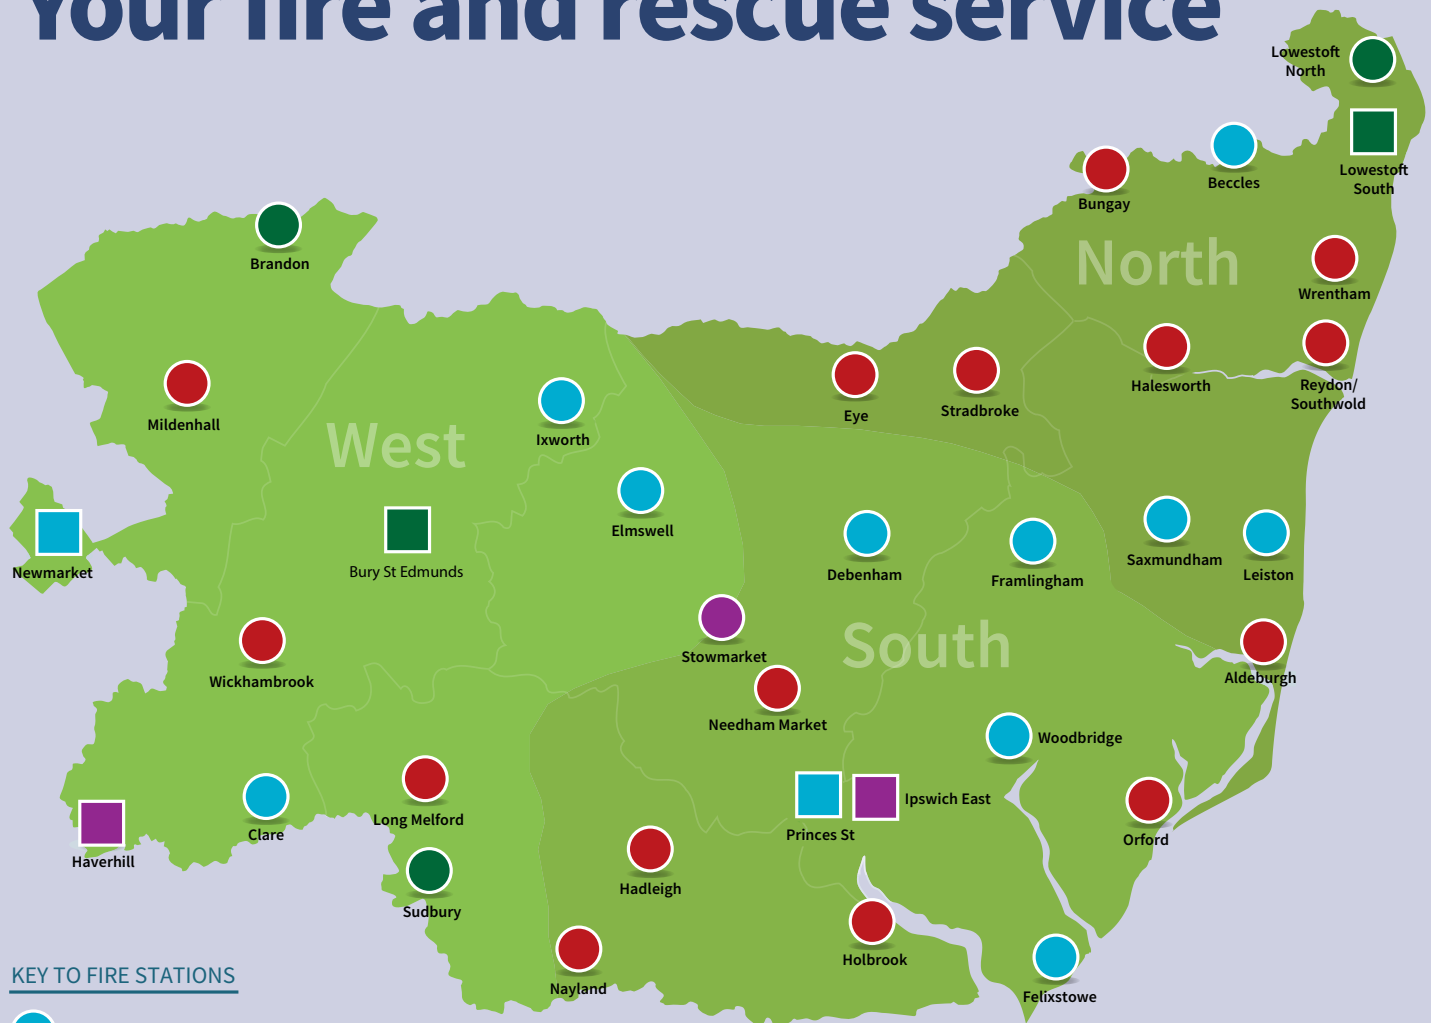 Your fire and rescue service
Lowestoft
North
Lowestoft
South
Beccles
Bungay
North
Brandon
Wrentham
Mildenhall
West
Ixworth
Eye
Stradbroke
Halesworth
Reydon/
Southwold
Elmswell
Newmarket
Bury St Edmunds
Debenham
Framlingham
Saxmundham
Leiston
Stowmarket
South
Wickhambrook
Aldeburgh
Needham Market
Woodbridge
Ipswich East
Long Melford
Clare
Princes St
Orford
Haverhill
Hadleigh
Sudbury
Holbrook
KEY TO FIRE STATIONS
Nayland
Felixstowe